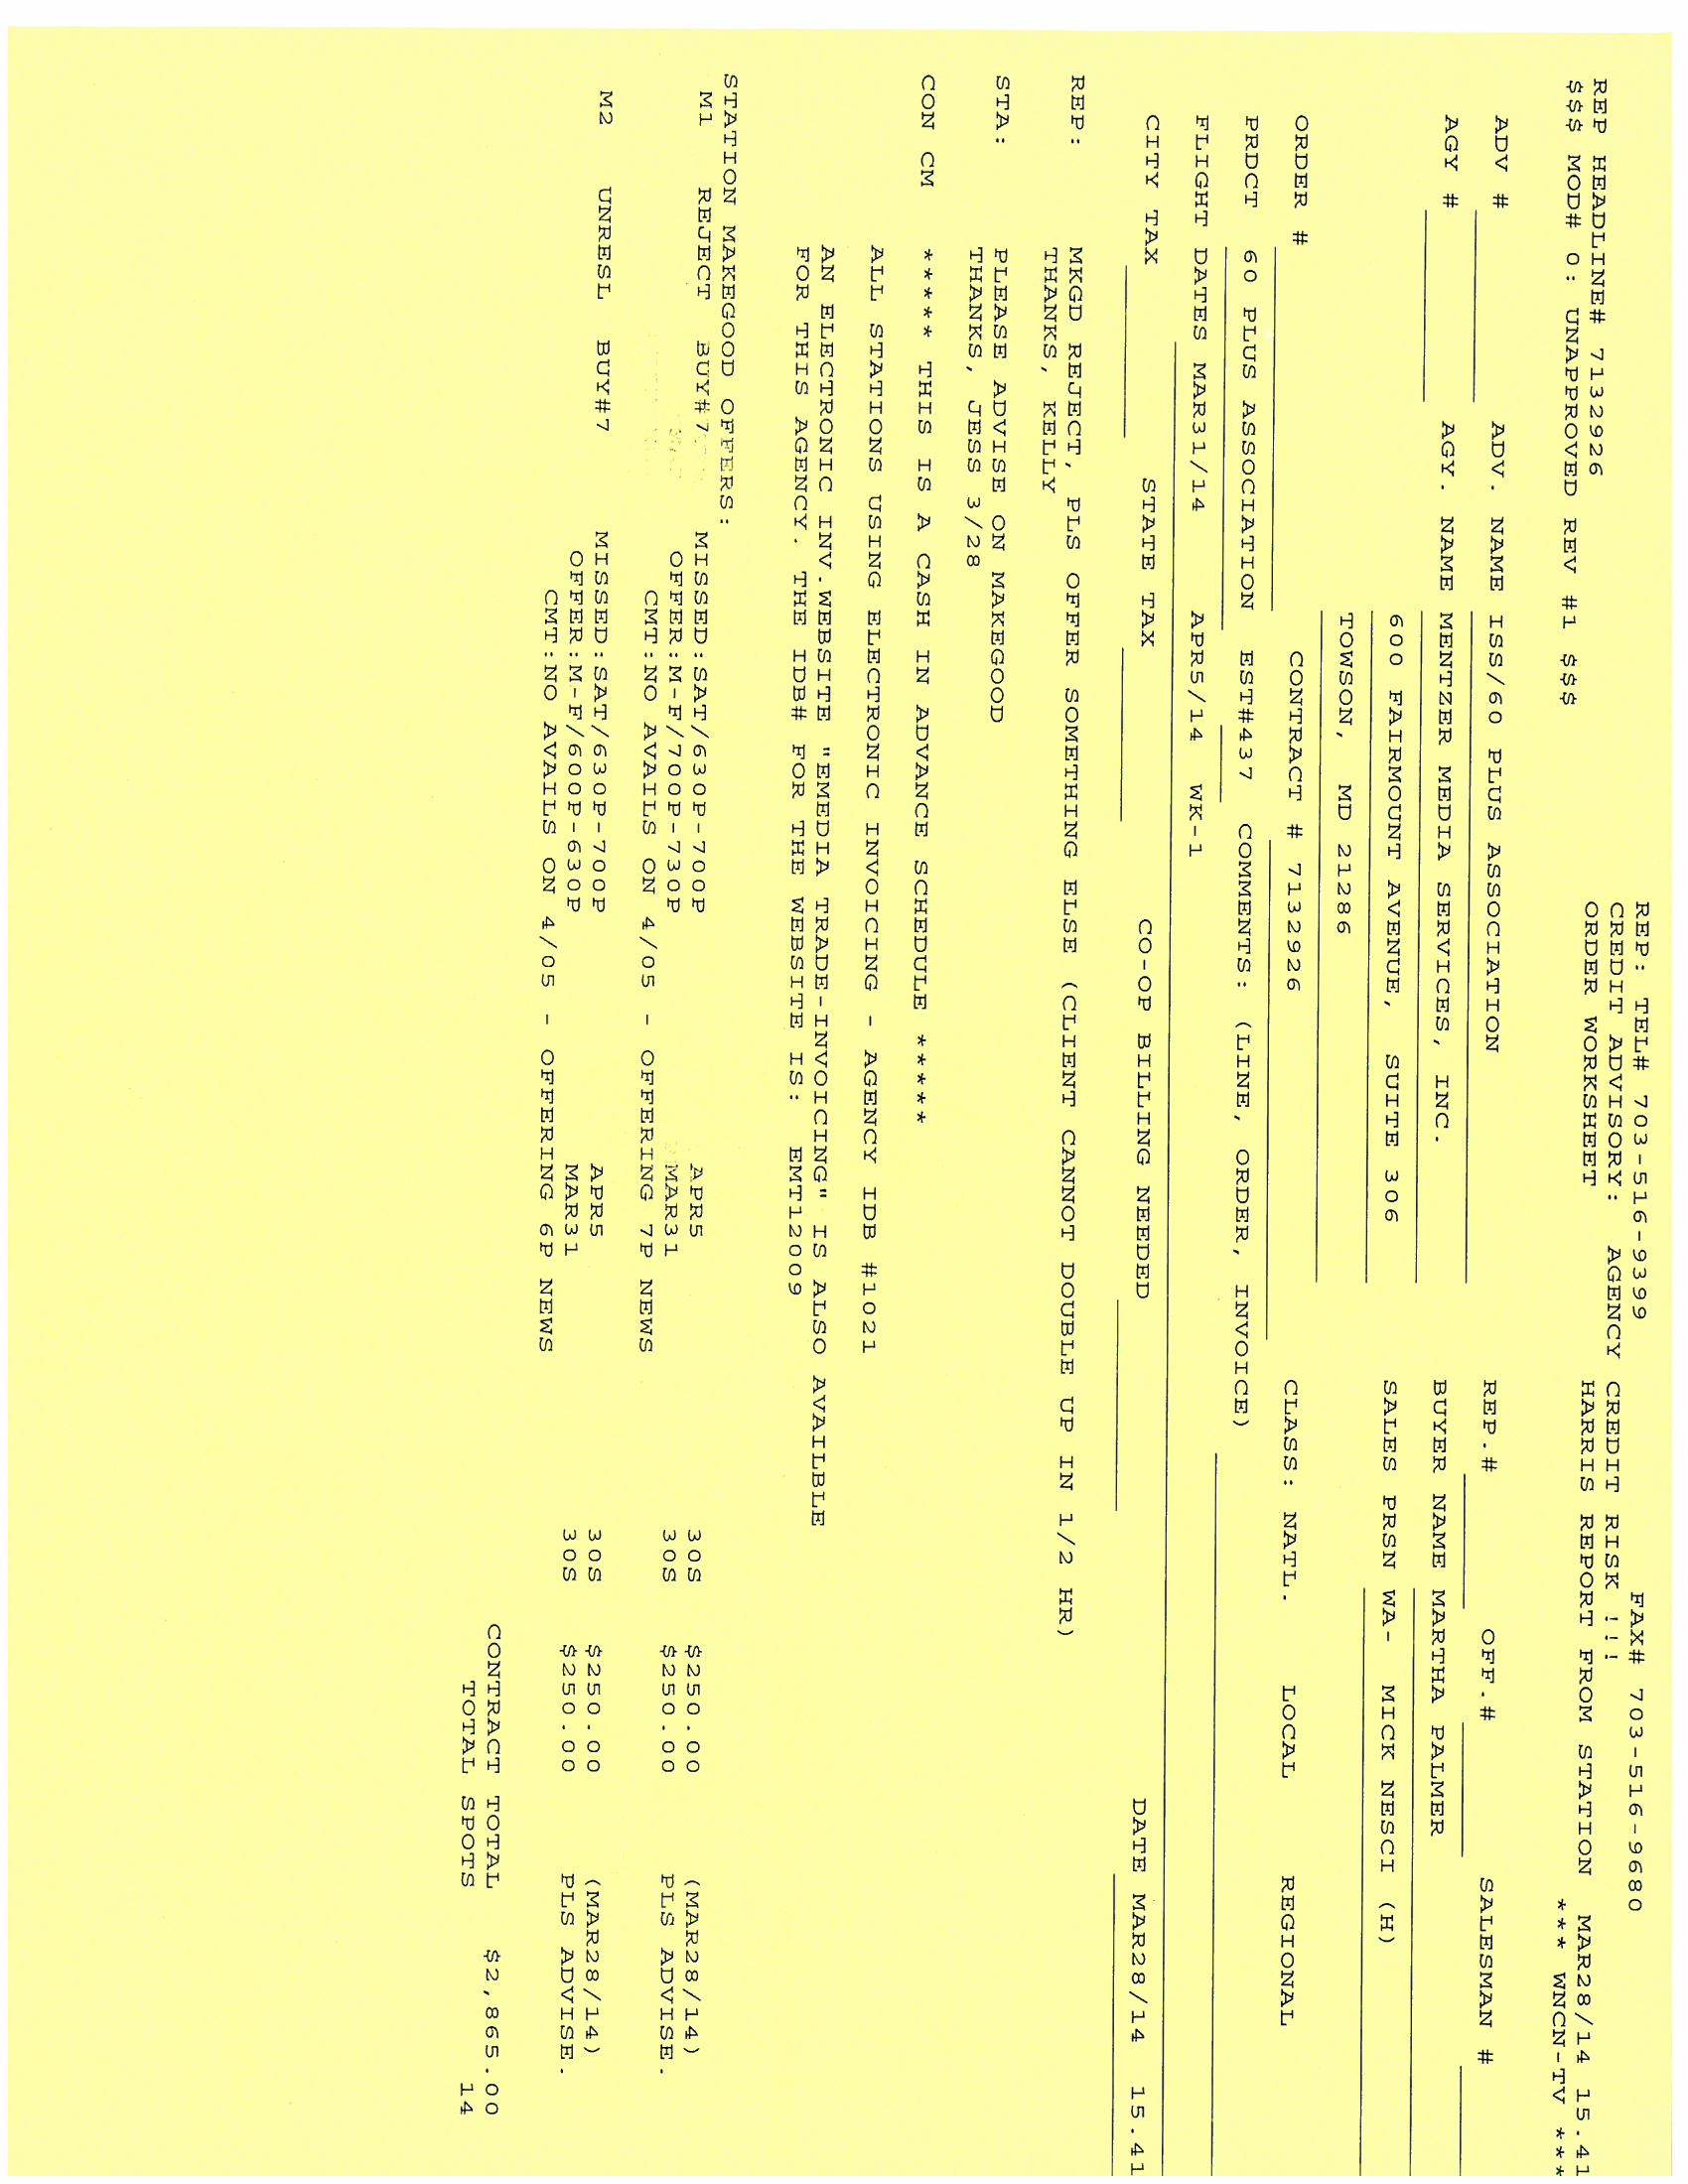 REP: TEL# 703-516-9399 FAX# 703-516-9680
CREDIT ADVISORY: AGENCY CREDIT RISK !!!
ORDER WORKSHEET HARRIS REPORT FROM STATION MAR28/14 15.41
REP HEADLINE# 7132926 *** WNCN-TV ***
$$$ MOD# 0: UNAPPROVED REV #1 $$$
ADV # ADV. NAME ISS/60 PLUS ASSOCIATION REP.# OFF.# SALESMAN #
AGY # AGY. NAME MENTZER MEDIA SERVICES, INC. BUYER NAME MARTHA PALMER
600 FAIRMOUNT AVENUE, SUITE 306 SALES PRSN WA- MICK NESCI (H)
TOWSON, MD 21286
ORDER # CONTRACT # 7132926 CLASS: NATL. LOCAL REGIONAL
PRDCT 60 PLUS ASSOCIATION EST#437 COMMENTS: (LINE, ORDER, INVOICE)
FLIGHT DATES MAR31/14 APR5/14 WK-1
CITY TAX STATE TAX CO-OP BILLING NEEDED DATE MAR28/14 15.41
REP: MKGD REJECT, PLS OFFER SOMETHING ELSE (CLIENT CANNOT DOUBLE UP IN 1/2 HR)
THANKS, KELLY
STA: PLEASE ADVISE ON MAKEGOOD
THANKS, JESS 3/28
CON CM ***** THIS IS A CASH IN ADVANCE SCHEDULE *****
ALL STATIONS USING ELECTRONIC INVOICING - AGENCY IDB #1021
AN ELECTRONIC INV.WEBSITE "EMEDIA TRADE-INVOICING" IS ALSO AVAILBLE
FOR THIS AGENCY. THE IDB# FOR THE WEBSITE IS: EMT12009
STATION MAKEGOOD OFFERS:
M1 REJECT BUY#7 MISSED:SAT/630P-700P APR5 30S $250.00 (MAR28/14)
OFFER:M-F/700P-730P MAR31 30S $250.00 PLS ADVISE.
CMT:NO AVAILS ON 4/05 - OFFERING 7P NEWS
M2 UNRESL BUY#7 MISSED:SAT/630P-700P APR5 30S $250.00 (MAR28/14)
OFFER:M-F/600P-630P MAR31 30S $250.00 PLS ADVISE.
CMT:NO AVAILS ON 4/05 - OFFERING 6P NEWS
CONTRACT TOTAL $2,865.00
TOTAL SPOTS 14